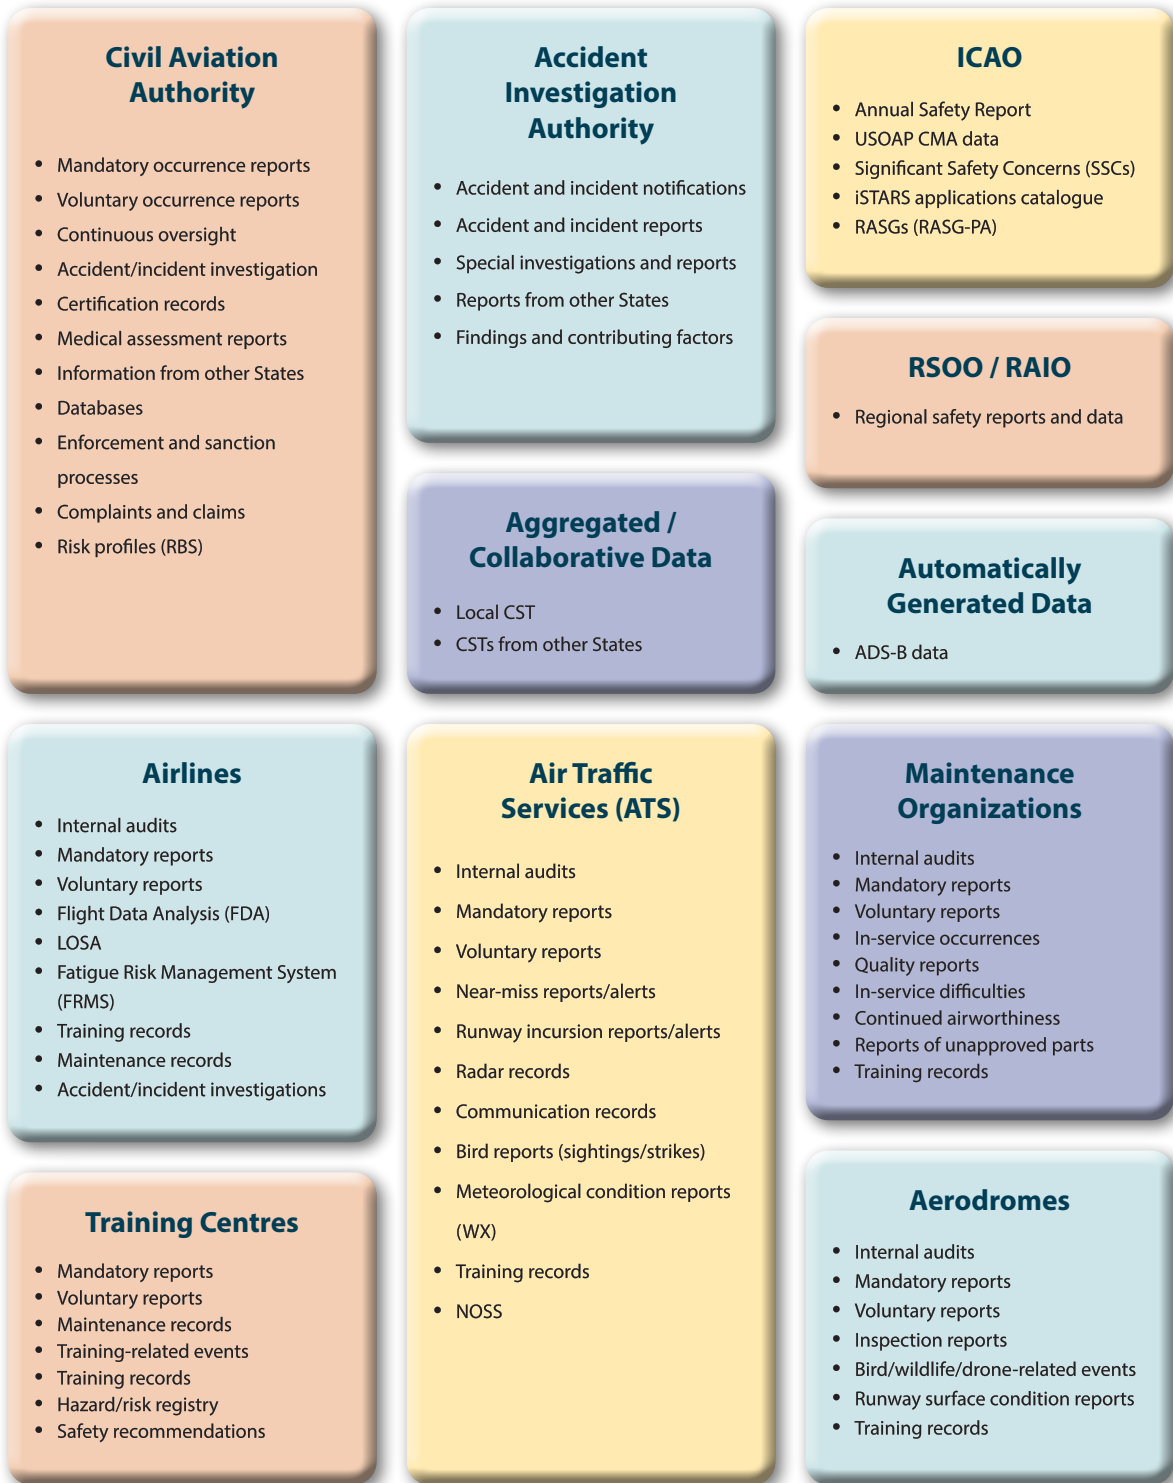 Civil Aviation
Authority
• Mandatory occurrence reports
• Voluntary occurrence reports
• Continuous oversight
• Accident/incident investigation
• Certification records
• Medical assessment reports
• Information from other States
• Databases
• Enforcement and sanction
processes
• Complaints and claims
• Risk profiles (RBS)
Accident
Investigation
Authority
• Accident and incident notifications
• Accident and incident reports
• Special investigations and reports
• Reports from other States
• Findings and contributing factors
ICAO
• Annual Safety Report
• USOAP CMA data
• Significant Safety Concerns (SSCs)
• iSTARS applications catalogue
• RASGs (RASG-PA)
RSOO / RAIO
• Regional safety reports and data
Aggregated /
Collaborative Data
• Local CST
• CSTs from other States
Automatically
Generated Data
• ADS-B data
Airlines
• Internal audits
• Mandatory reports
• Voluntary reports
• Flight Data Analysis (FDA)
• LOSA
• Fatigue Risk Management System
(FRMS)
• Training records
• Maintenance records
• Accident/incident investigations
Air Traffic
Services (ATS)
• Internal audits
• Mandatory reports
• Voluntary reports
• Near-miss reports/alerts
• Runway incursion reports/alerts
• Radar records
• Communication records
• Bird reports (sightings/strikes)
• Meteorological condition reports
(WX)
• Training records
• NOSS
Maintenance
Organizations
• Internal audits
• Mandatory reports
• Voluntary reports
• In-service occurrences
• Quality reports
• In-service difficulties
• Continued airworthiness
• Reports of unapproved parts
• Training records
Training Centres
• Mandatory reports
• Voluntary reports
• Maintenance records
• Training-related events
• Training records
• Hazard/risk registry
• Safety recommendations
Aerodromes
• Internal audits
• Mandatory reports
• Voluntary reports
• Inspection reports
• Bird/wildlife/drone-related events
• Runway surface condition reports
• Training records